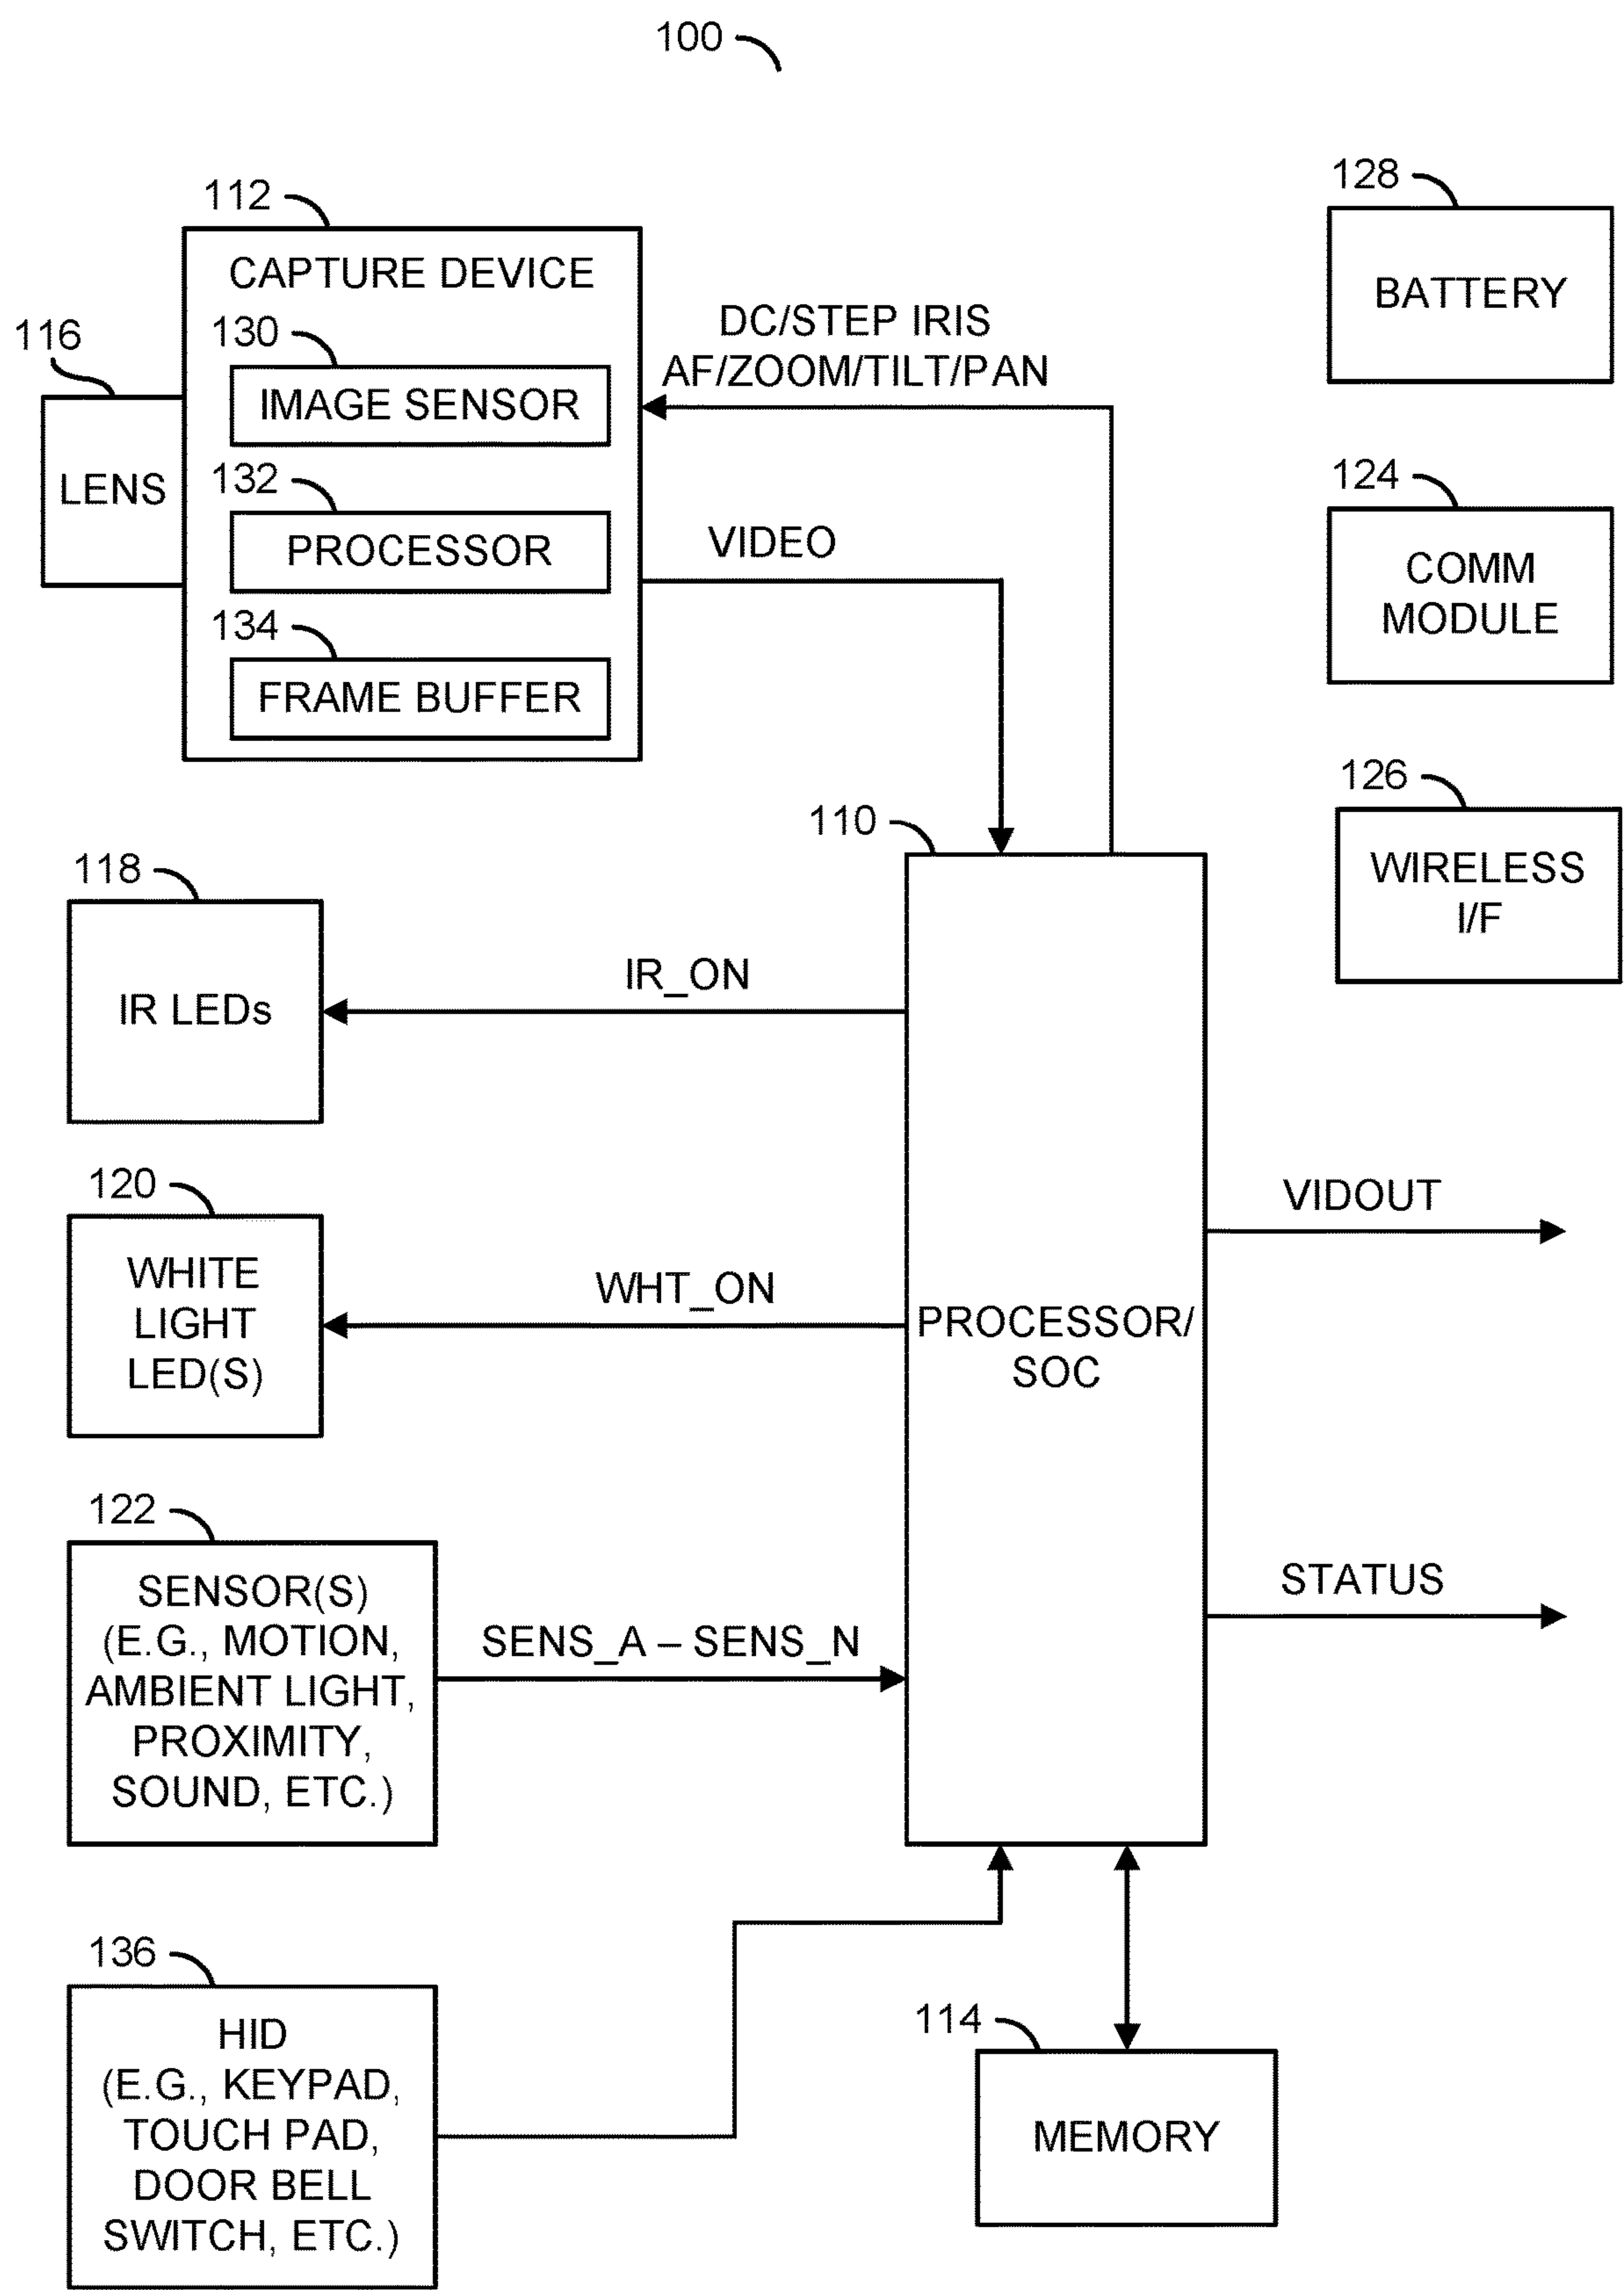 100
112
CAPTURE DEVICE
116
LENS
130
IMAGE SENSOR
132
PROCESSOR
134
FRAME BUFFER
DC/STEP IRIS
AF/ZOOM/TILT/PAN
VIDEO
128
BATTERY
124
COMM
MODULE
126
WIRELESS
I/F
110
PROCESSOR/
SOC
118
IR LEDs
IR_ON
120
WHITE
LIGHT
LED(S)
WHT_ON
VIDOUT
122
SENSOR(S)
(E.G., MOTION,
AMBIENT LIGHT,
PROXIMITY,
SOUND, ETC.)
SENS_A – SENS_N
STATUS
136
HID
(E.G., KEYPAD,
TOUCH PAD,
DOOR BELL
SWITCH, ETC.)
114
MEMORY